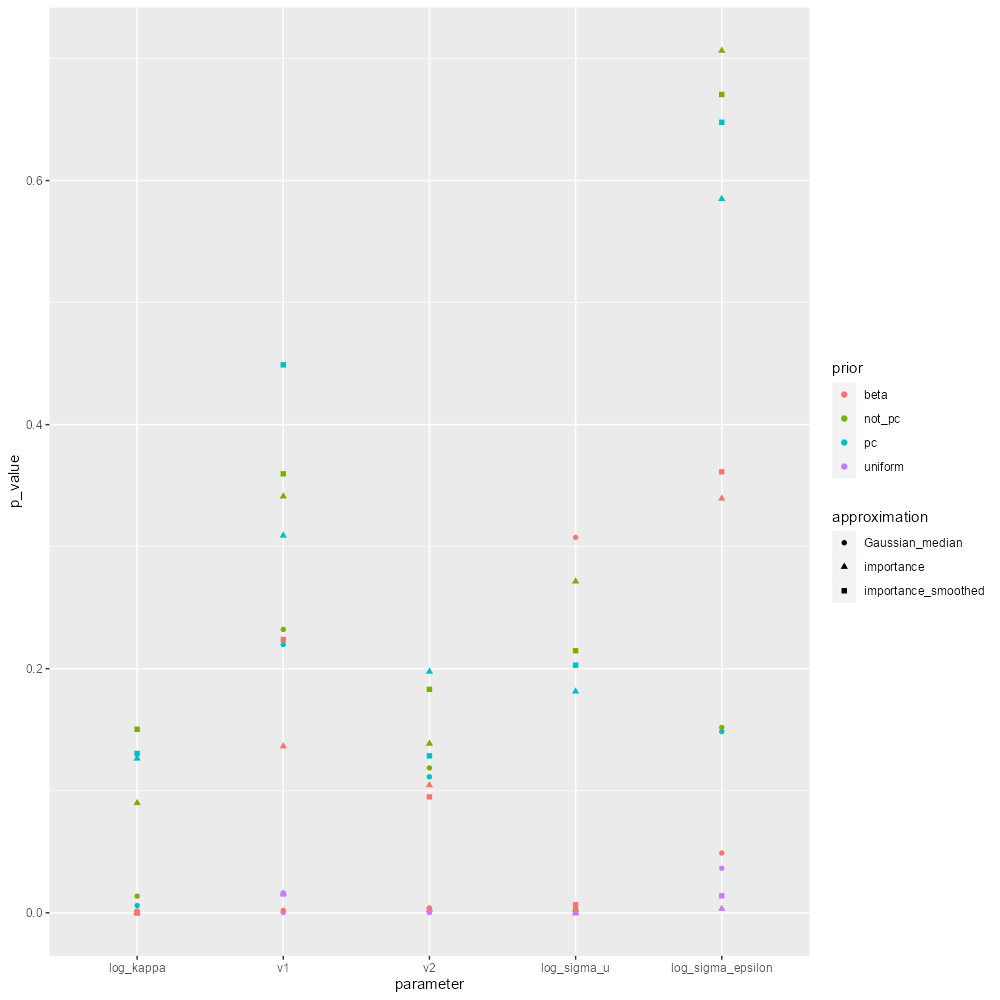 0.6
0.4
0.2
0.0
p_value
log_kappa
v1
v2
log_sigma_u
log_sigma_epsilon
parameter
prior
beta
not_pc
pc
uniform
approximation
Gaussian_median
importance
importance_smoothed